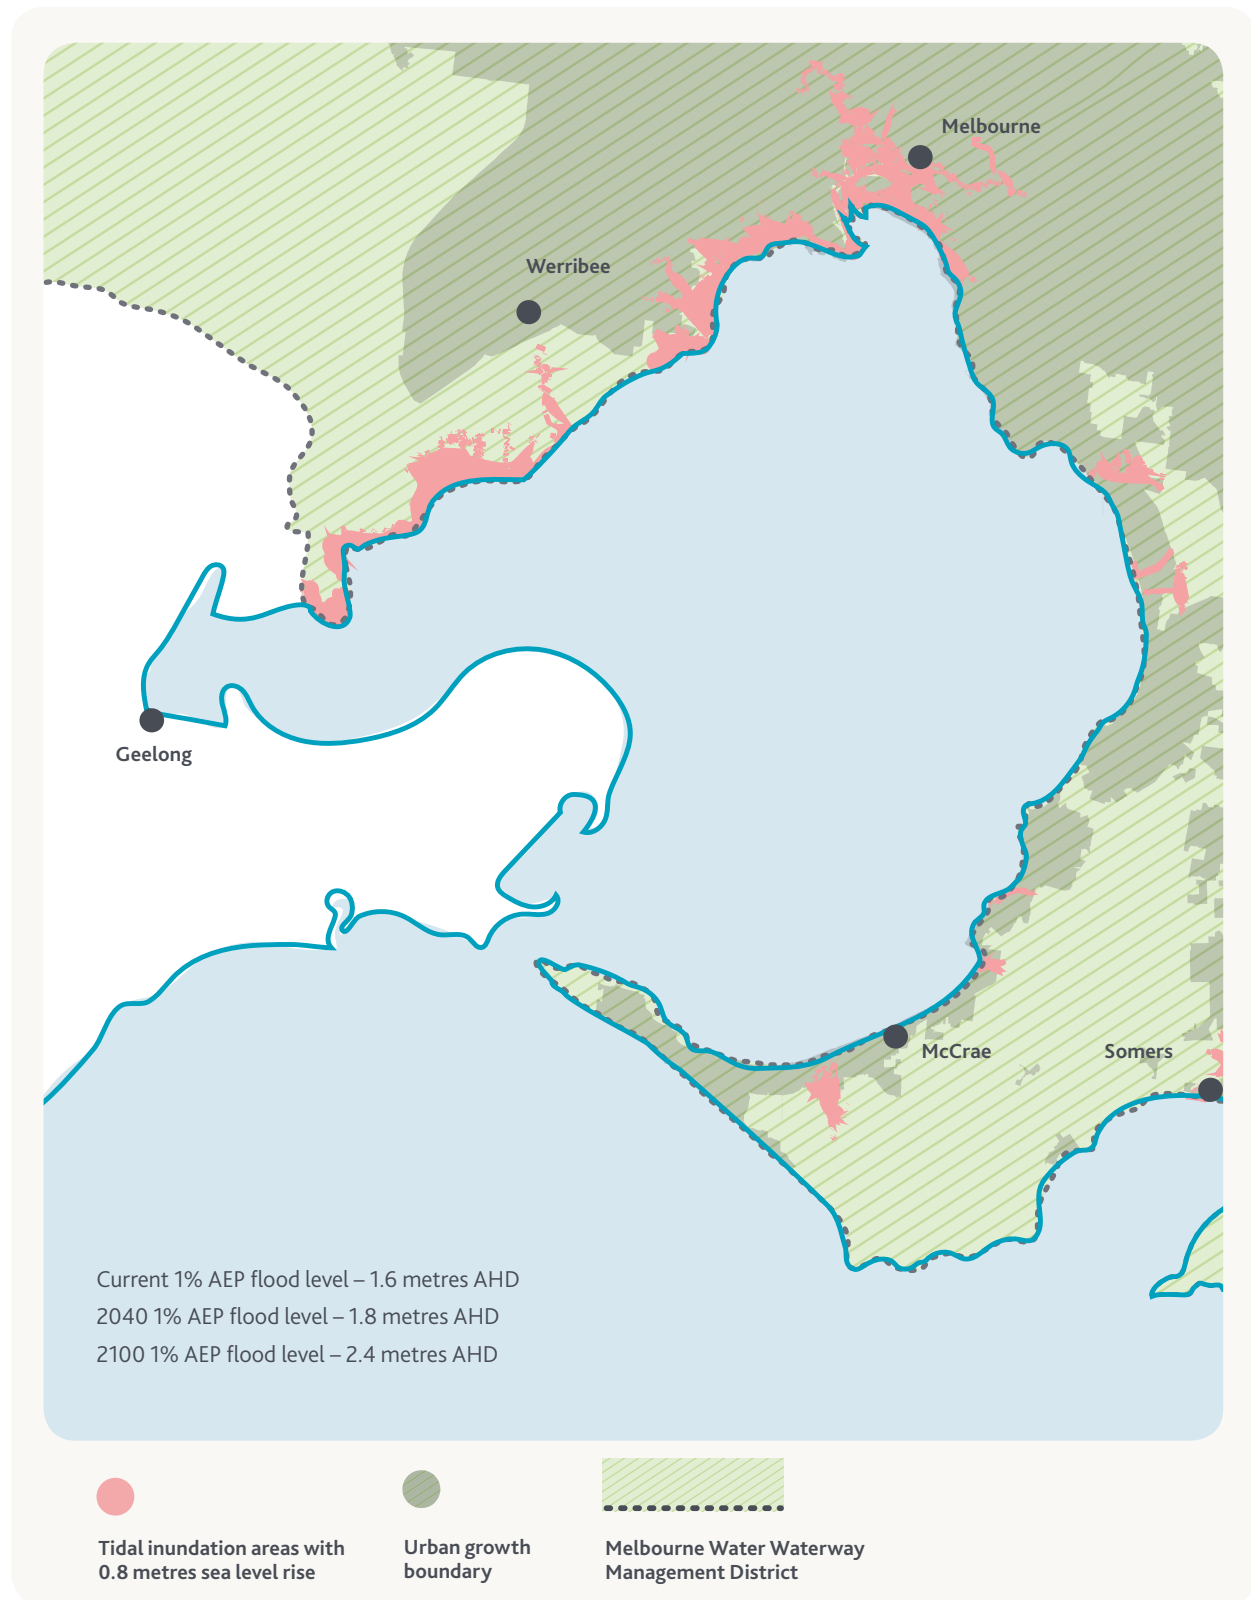 Melbourne
Werribee
Geelong
McCrae
Somers
Current 1% AEP flood level – 1.6 metres AHD
2040 1% AEP flood level – 1.8 metres AHD
2100 1% AEP flood level – 2.4 metres AHD
Tidal inundation areas with
0.8 metres sea level rise
Urban growth
boundary
Melbourne Water Waterway
Management District